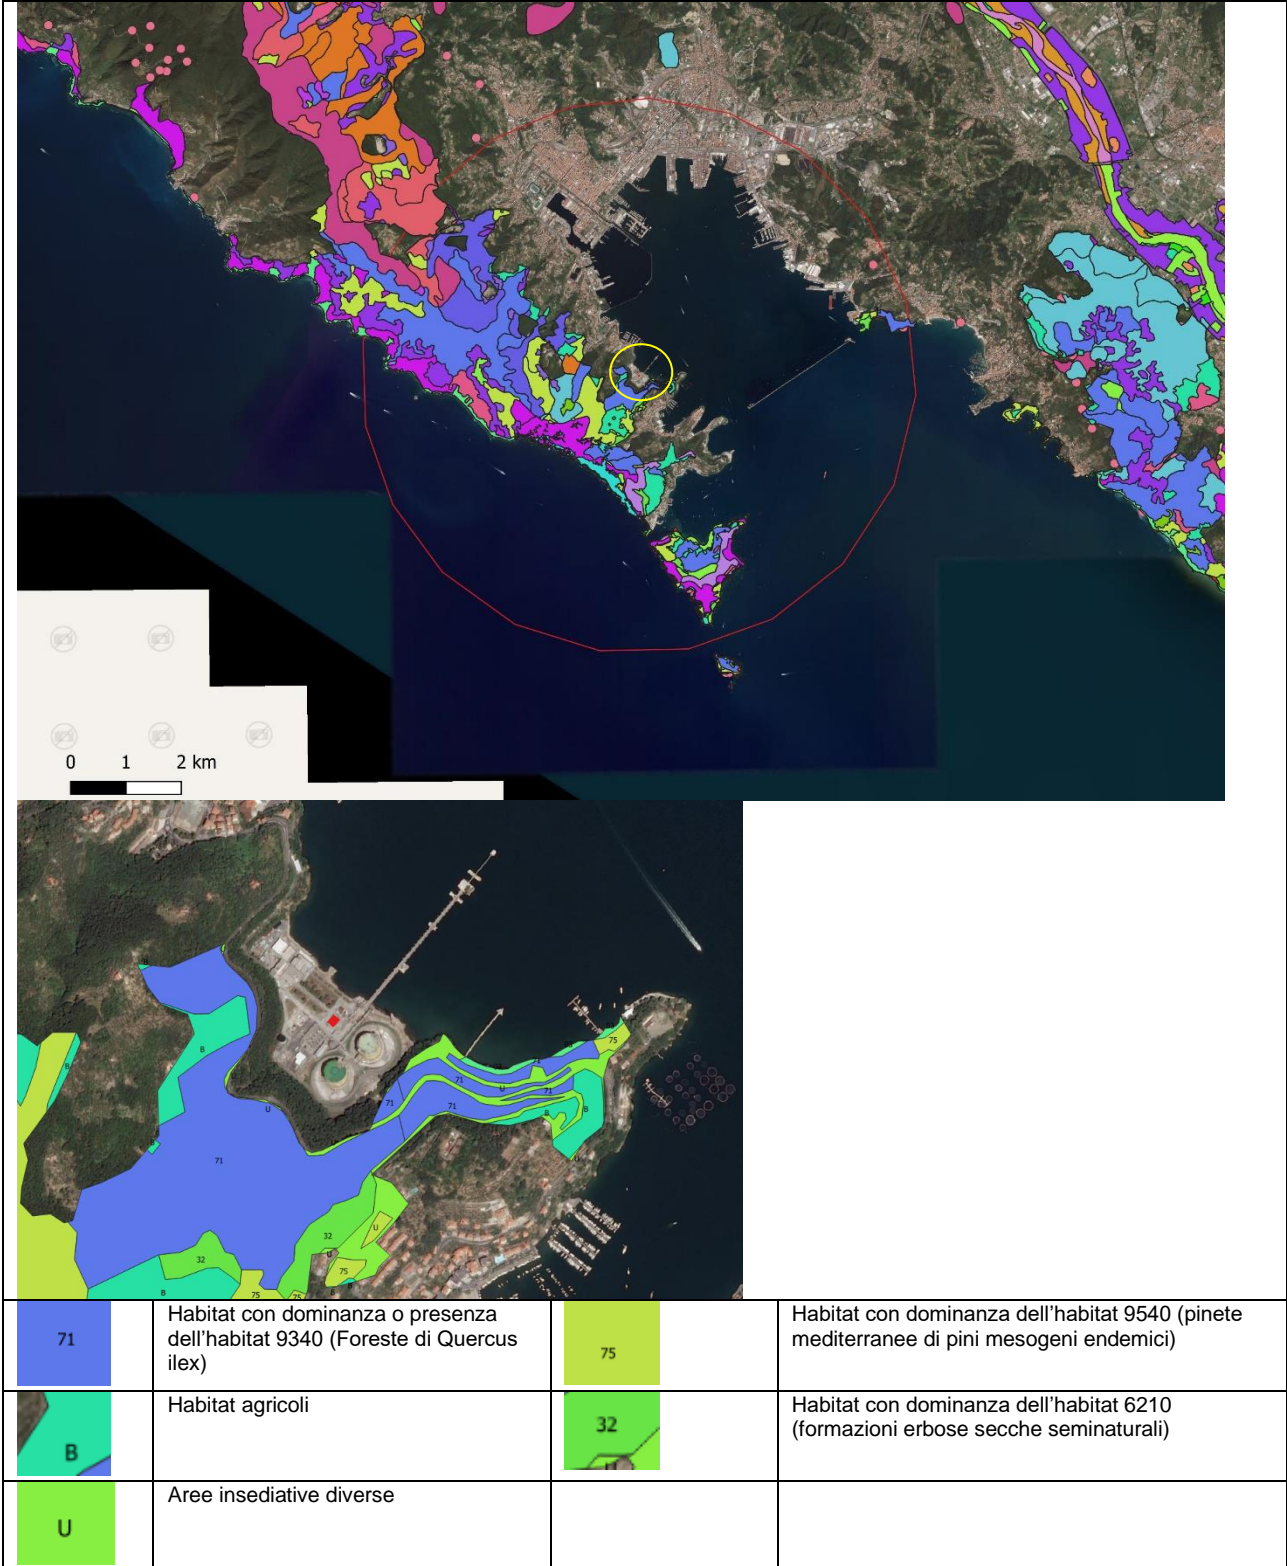 0 1 2 km
B
75
71
B
71
B
U
71
U
71
71
B
B
B
U
U
71
32
U
32
U
75
B
B
75
75
B
B
71
Habitat con dominanza o presenza
dell'habitat 9340 (Foreste di Quercus
ilex)
75
Habitat con dominanza dell'habitat 9540 (pinete
mediterranee di pini mesogeni endemici)
B
Habitat agricoli
32
Habitat con dominanza dell'habitat 6210
(formazioni erbose secche seminaturali)
U
Aree insediative diverse